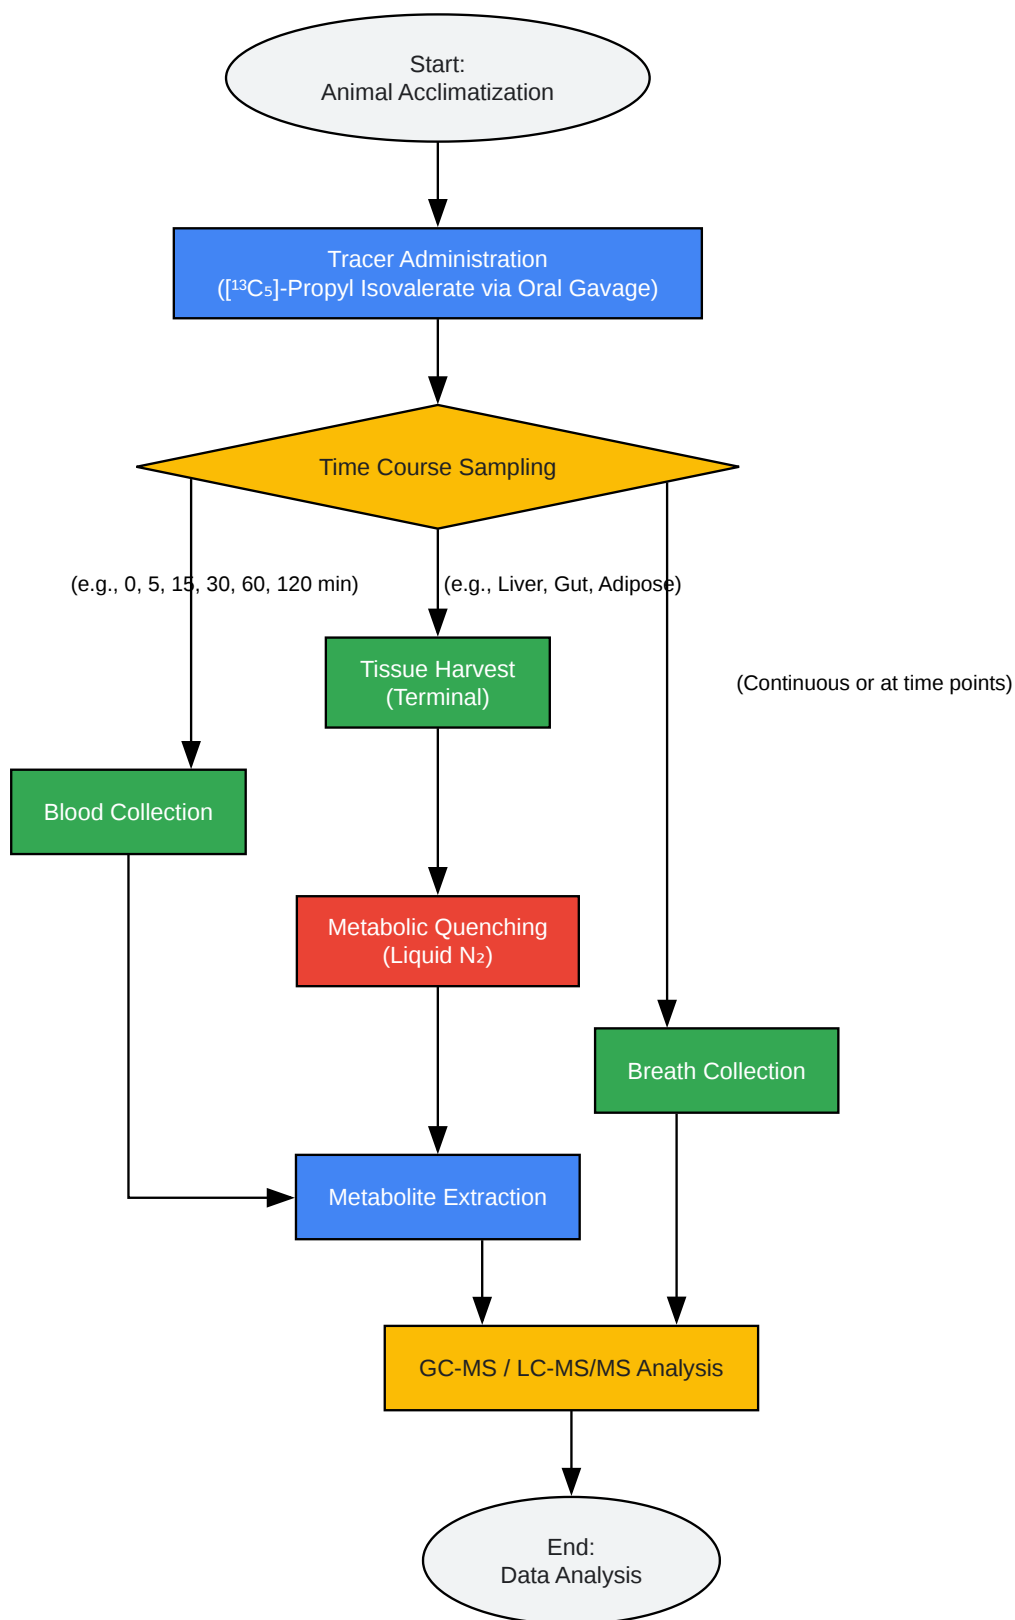 Start:
Animal Acclimatization
Tracer Administration
([¹³C₅]-Propyl Isovalerate via Oral Gavage)
Time Course Sampling
(e.g., 0, 5, 15, 30, 60, 120 min)
(e.g., Liver, Gut, Adipose)
Tissue Harvest
(Terminal)
(Continuous or at time points)
Blood Collection
Metabolic Quenching
(Liquid N₂)
Breath Collection
Metabolite Extraction
GC-MS / LC-MS/MS Analysis
End:
Data Analysis